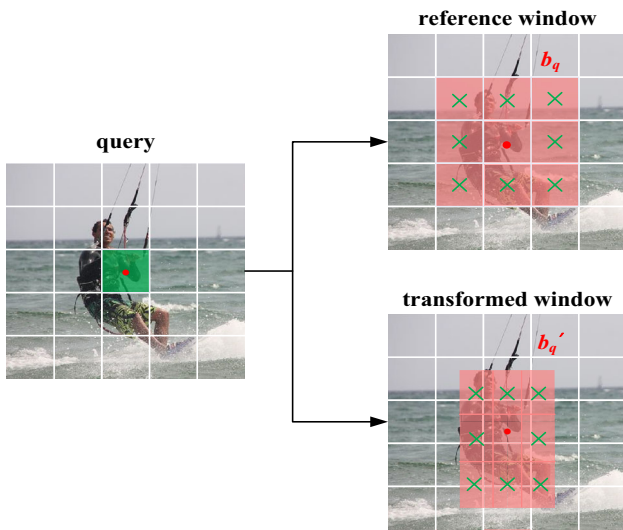 reference window
b_q
query
transformed window
b_q′